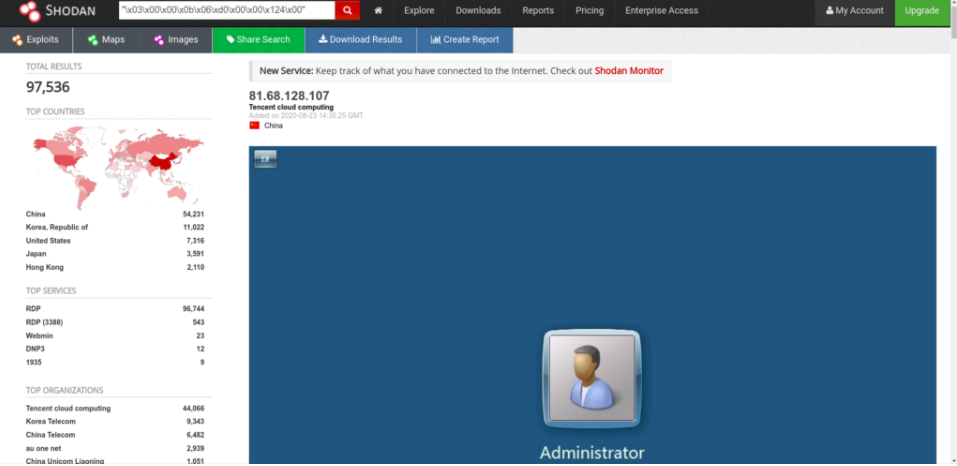 SHODAN
"\x03\x00\x00\x0b\x06\xd0\x00\x00\x124\x00"
Explore
Downloads
Reports
Pricing
Enterprise Access
My Account
Upgrade
Exploits
Maps
Images
Share Search
Download Results
Create Report
TOTAL RESULTS
97,536
TOP COUNTRIES
China 54,231
Korea, Republic of 11,022
United States 7,316
Japan 3,591
Hong Kong 2,110
TOP SERVICES
RDP 96,744
RDP (3388) 543
Webmin 23
DNP3 12
1935 9
TOP ORGANIZATIONS
Tencent cloud computing 44,066
Korea Telecom 9,343
China Telecom 6,482
au one net 2,939
China Unicom Liaoning 1,051
New Service: Keep track of what you have connected to the Internet. Check out Shodan Monitor
81.68.128.107
Tencent cloud computing
Added on 2020-08-23 14:35:25 GMT
China
Administrator